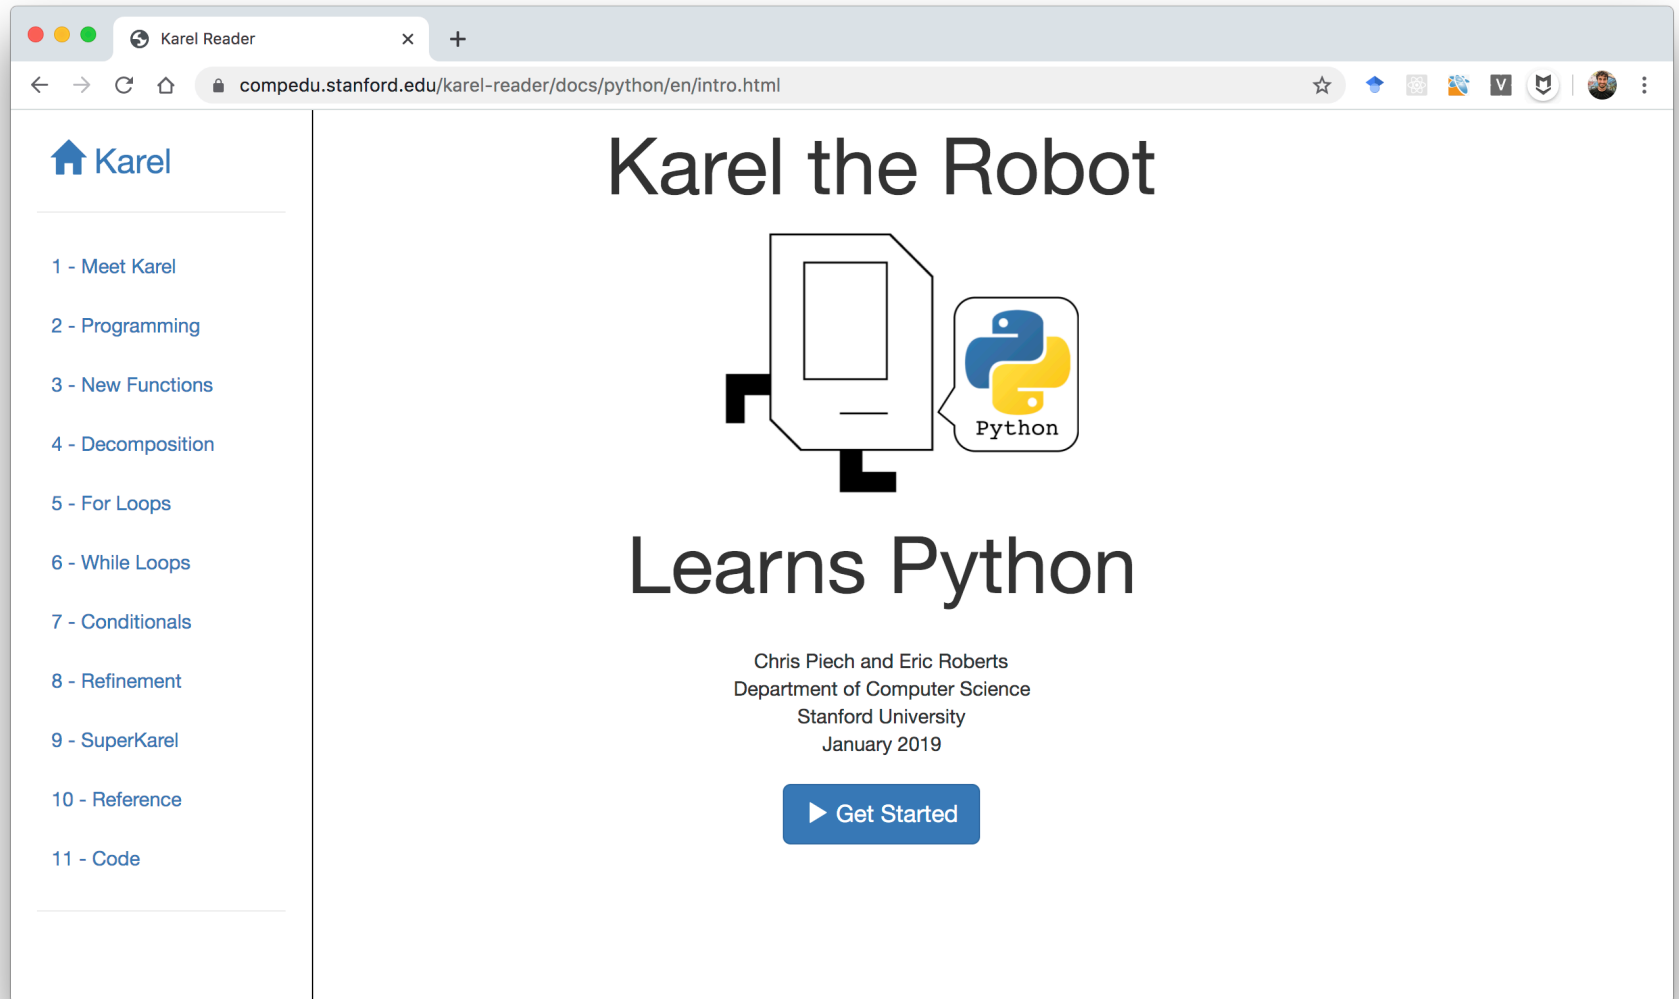 Karel Reader
compedu.stanford.edu/karel-reader/docs/python/en/intro.html
V
Karel
1 - Meet Karel
2 - Programming
3 - New Functions
4 - Decomposition
5 - For Loops
6 - While Loops
7 - Conditionals
8 - Refinement
9 - SuperKarel
10 - Reference
11 - Code
Karel the Robot
Python
Learns Python
Chris Piech and Eric Roberts
Department of Computer Science
Stanford University
January 2019
Get Started